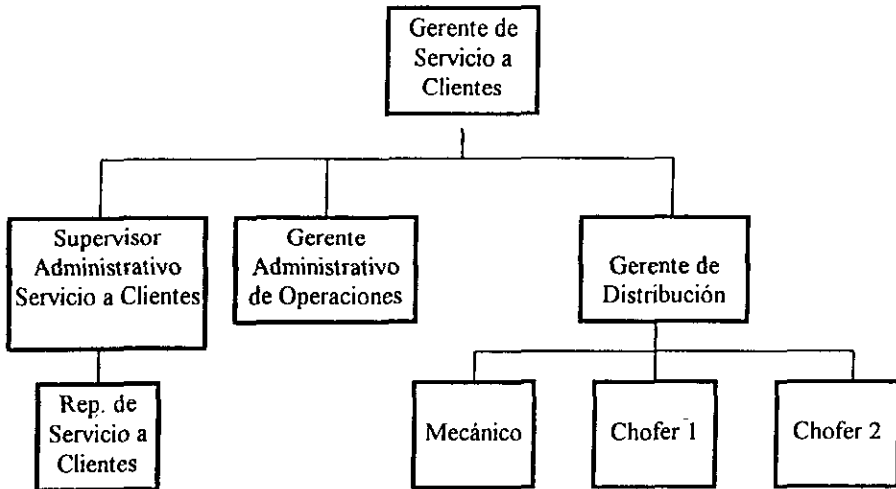 Gerente de
Servicio a
Clientes
Supervisor
Administrativo
Servicio a Clientes
Gerente
Administrativo
de Operaciones
Gerente de
Distribución
Rep. de
Servicio a
Clientes
Mecánico
Chofer 1
Chofer 2